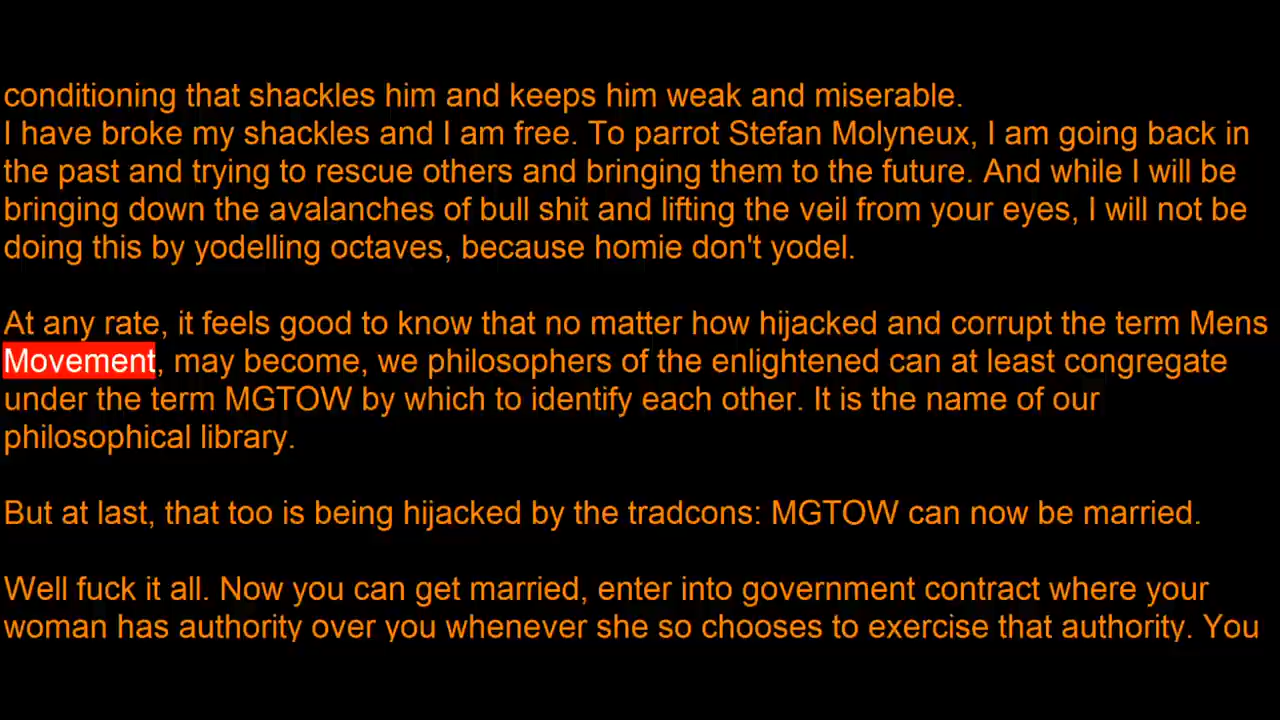 conditioning that shackles him and keeps him weak and miserable.
I have broke my shackles and I am free. To parrot Stefan Molyneux, I am going back in
the past and trying to rescue others and bringing them to the future. And while I will be
bringing down the avalanches of bull shit and lifting the veil from your eyes, I will not be
doing this by yodelling octaves, because homie don't yodel.
At any rate, it feels good to know that no matter how hijacked and corrupt the term Mens
Movement, may become, we philosophers of the enlightened can at least congregate
under the term MGTOW by which to identify each other. It is the name of our
philosophical library.
But at last, that too is being hijacked by the tradcons: MGTOW can now be married.
Well fuck it all. Now you can get married, enter into government contract where your
woman has authority over you whenever she so chooses to exercise that authority. You